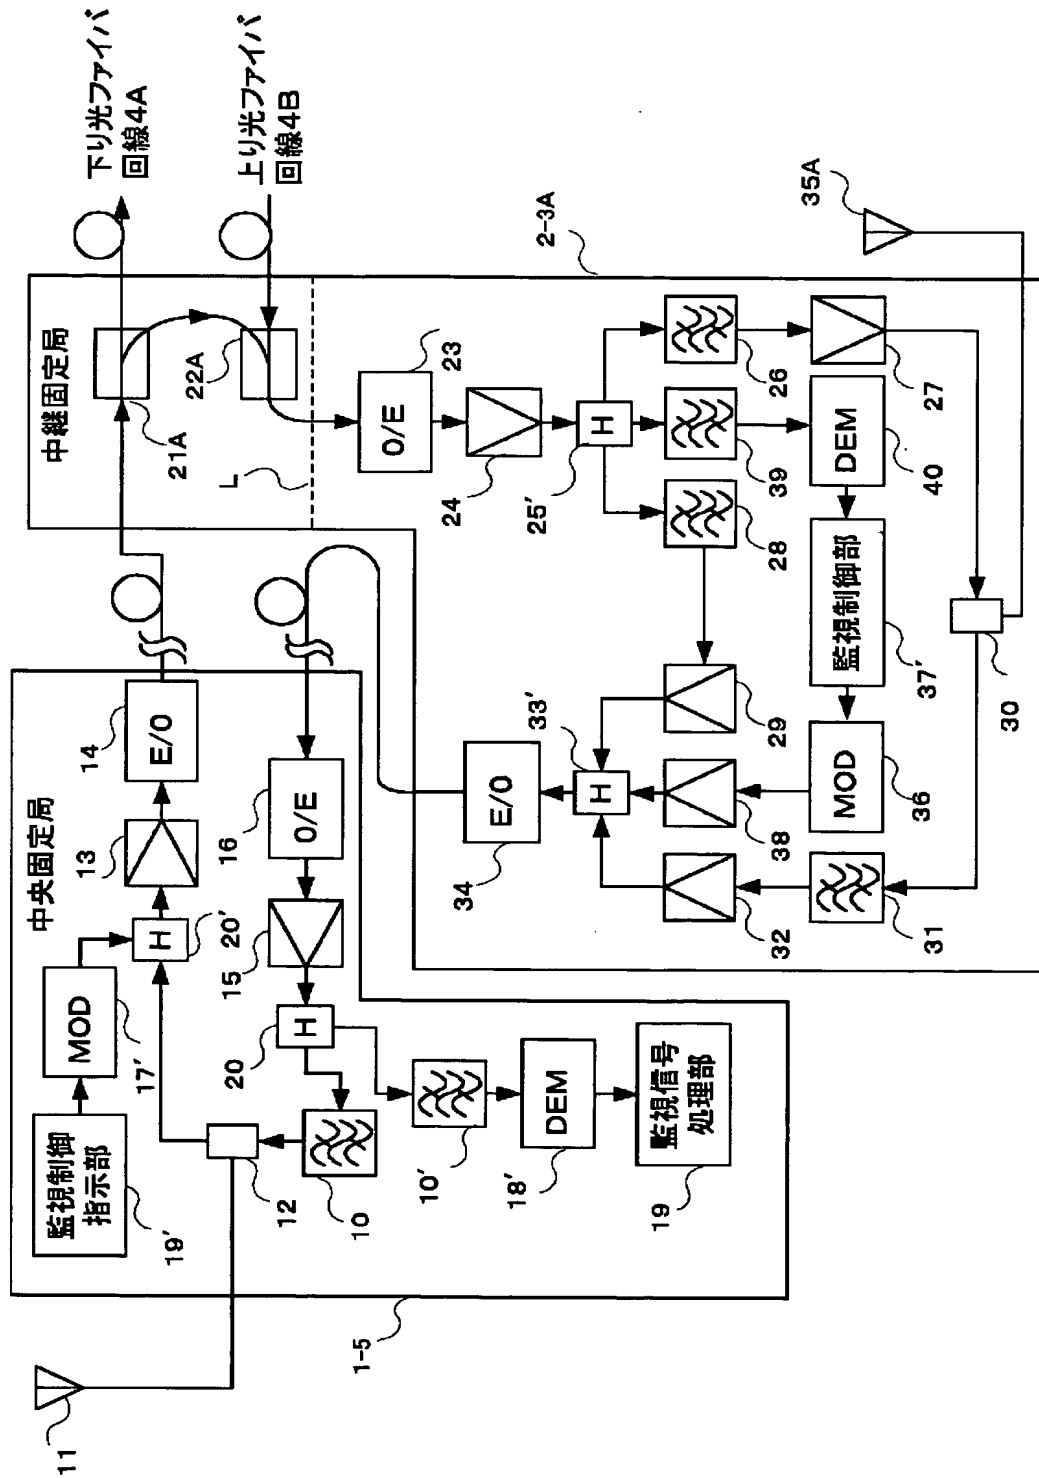 11
1-5
中央固定局
監視制御
指示部
19′
MOD
17′
H
20′
13
E/O
14
12
10
20
H
15
O/E
16
10′
DEM
18′
監視信号
処理部
19
中継固定局
21A
22A
下り光ファイバ
回線4A
上り光ファイバ
回線4B
L
2-3A
O/E
23
24
H
25′
26
39
28
27
DEM
40
監視制御部
37′
MOD
36
29
38
32
31
H
33′
E/O
34
30
35A